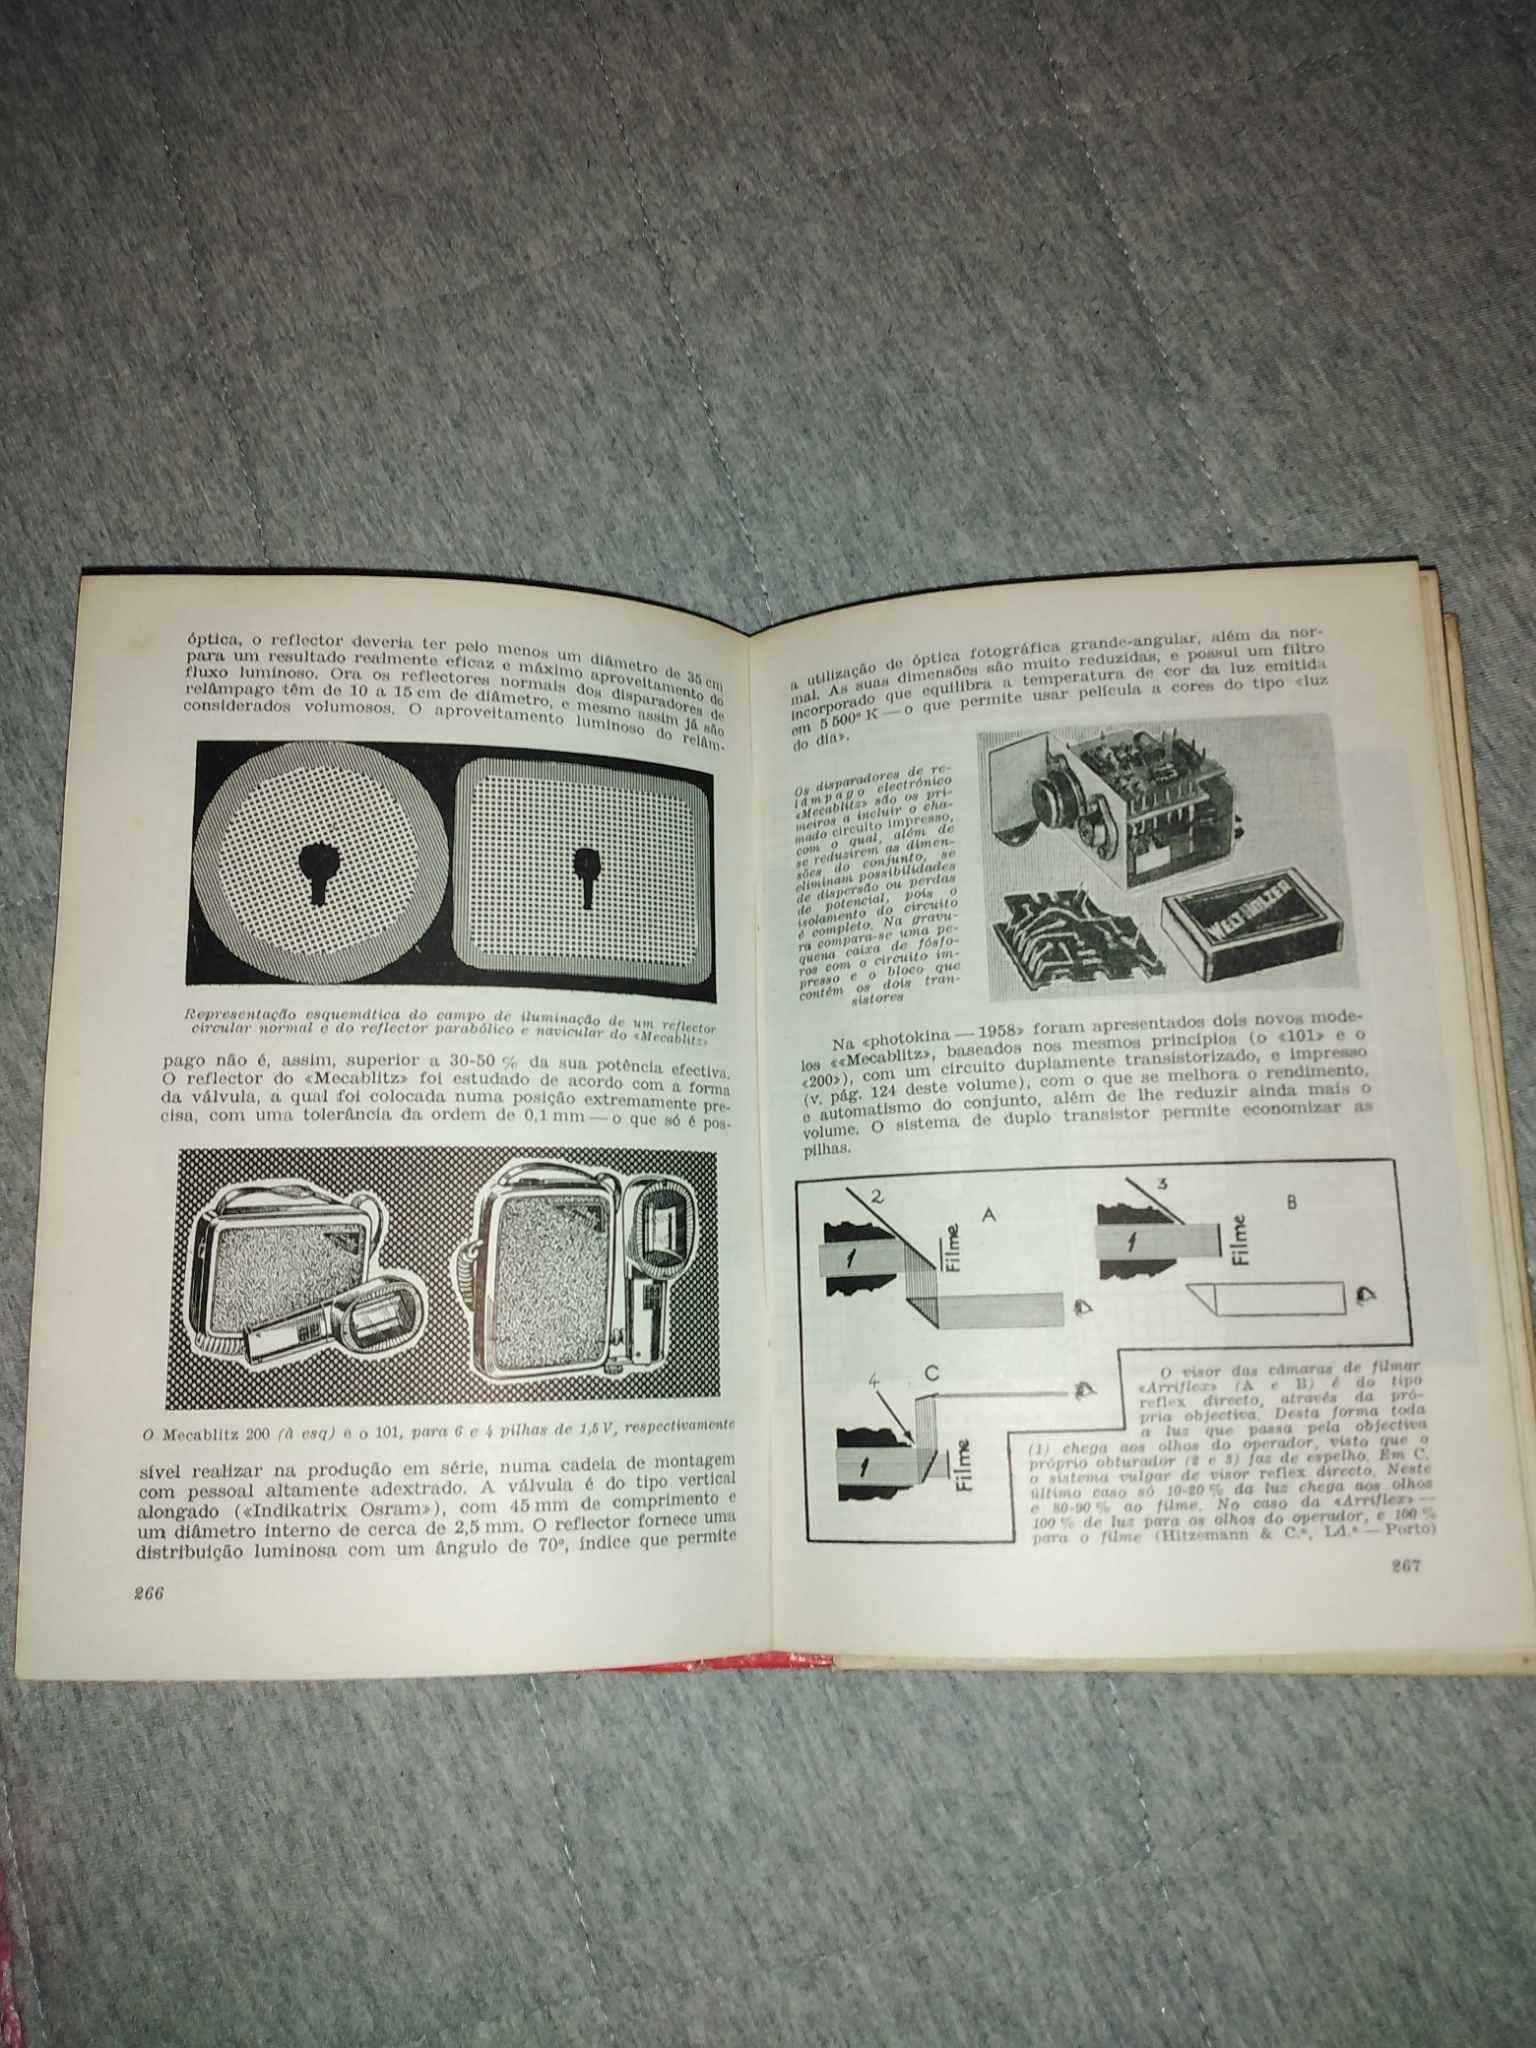 óptica, o reflector deveria ter pelo menos um diâmetro de 35 cm
para um resultado realmente eficaz e máximo aproveitamento do
fluxo luminoso. Ora os reflectores normais dos disparadores de
relâmpago têm de 10 a 15 cm de diâmetro, e mesmo assim já são
considerados volumosos. O aproveitamento luminoso do relâm-
Representação esquemática do campo de iluminação de um reflector
circular normal e do reflector parabólico e navicular do «Mecablitz»
pago não é, assim, superior a 30-50 % da sua potência efectiva.
O reflector do «Mecablitz» foi estudado de acordo com a forma
da válvula, a qual foi colocada numa posição extremamente pre-
cisa, com uma tolerância da ordem de 0,1 mm — o que só é pos-
O Mecablitz 200 (à esq) e o 101, para 6 e 4 pilhas de 1,5 V, respectivamente
sível realizar na produção em série, numa cadeia de montagem
com pessoal altamente adextrado. A válvula é do tipo vertical
alongado («Indikatrix Osram»), com 45 mm de comprimento e
um diâmetro interno de cerca de 2,5 mm. O reflector fornece uma
distribuição luminosa com um ângulo de 70º, índice que permite
266
a utilização de óptica fotográfica grande-angular, além da nor-
mal. As suas dimensões são muito reduzidas, e possui um filtro
incorporado que equilibra a temperatura de cor da luz emitida
em 5 500º K — o que permite usar película a cores do tipo «luz
do dia».
Os disparadores de re-
lâmpago electrónico
«Mecablitz» são os pri-
meiros a incluir o cha-
mado circuito impresso,
com o qual, além de
se reduzirem as dimen-
sões do conjunto, se
eliminam possibilidades
de dispersão ou perdas
de potencial, pois o
isolamento do circuito
é completo. Na gravu-
ra compara-se uma pe-
quena caixa de fósfo-
ros com o circuito im-
presso e o bloco que
contém os dois tran-
sistores
WELT-HÖLZER
Na «photokina — 1958» foram apresentados dois novos mode-
los ««Mecablitz», baseados nos mesmos princípios (o «101» e o
«200»), com um circuito duplamente transistorizado, e impresso
(v. pág. 124 deste volume), com o que se melhora o rendimento,
o automatismo do conjunto, além de lhe reduzir ainda mais o
volume. O sistema de duplo transistor permite economizar as
pilhas.
2
A
1
Filme
3
B
1
Filme
4
C
1
Filme
O visor das câmaras de filmar
«Arriflex» (A e B) é do tipo
reflex directo, através da pró-
pria objectiva. Desta forma toda
a luz que passa pela objectiva
(1) chega aos olhos do operador, visto que o
próprio obturador (2 e 3) faz de espelho. Em C,
o sistema vulgar de visor reflex directo. Neste
último caso só 10-20 % da luz chega aos olhos
e 80-90 % ao filme. No caso da «Arriflex» —
100 % de luz para os olhos do operador, e 100 %
para o filme (Hitzemann & C.ª, LA.ª — Porto)
267